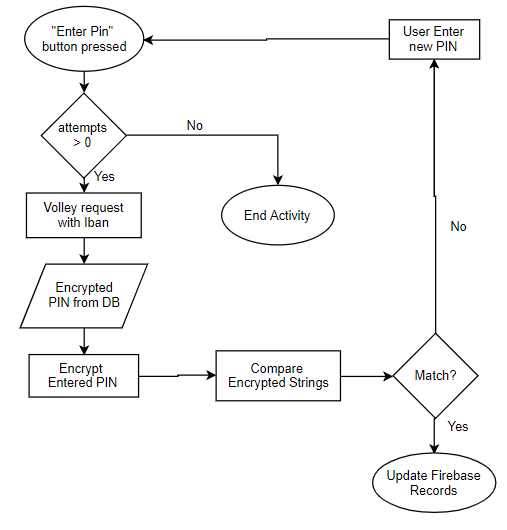 "Enter Pin"
button pressed
User Enter
new PIN
attempts
> 0
No
Yes
Volley request
with Iban
End Activity
No
Encrypted
PIN from DB
Encrypt
Entered PIN
Compare
Encrypted Strings
Match?
Yes
Update Firebase
Records